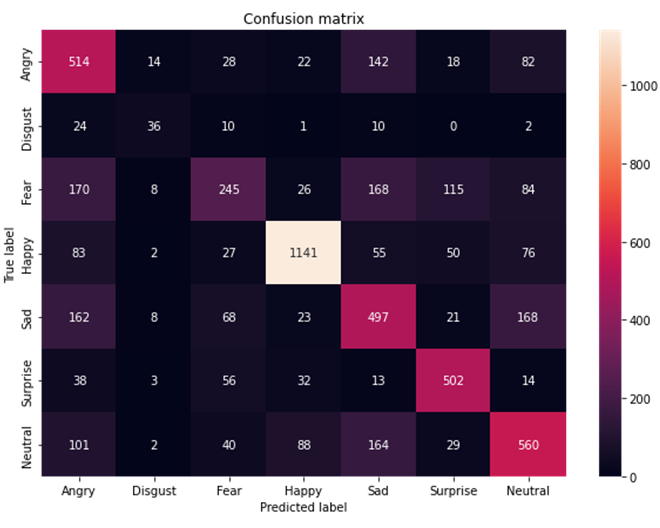 Confusion matrix
True label
Angry 514 14 28 22 142 18 82
Disgust 24 36 10 1 10 0 2
Fear 170 8 245 26 168 115 84
Happy 83 2 27 1141 55 50 76
Sad 162 8 68 23 497 21 168
Surprise 38 3 56 32 13 502 14
Neutral 101 2 40 88 164 29 560
Angry Disgust Fear Happy Sad Surprise Neutral
Predicted label
1000
800
600
400
200
0